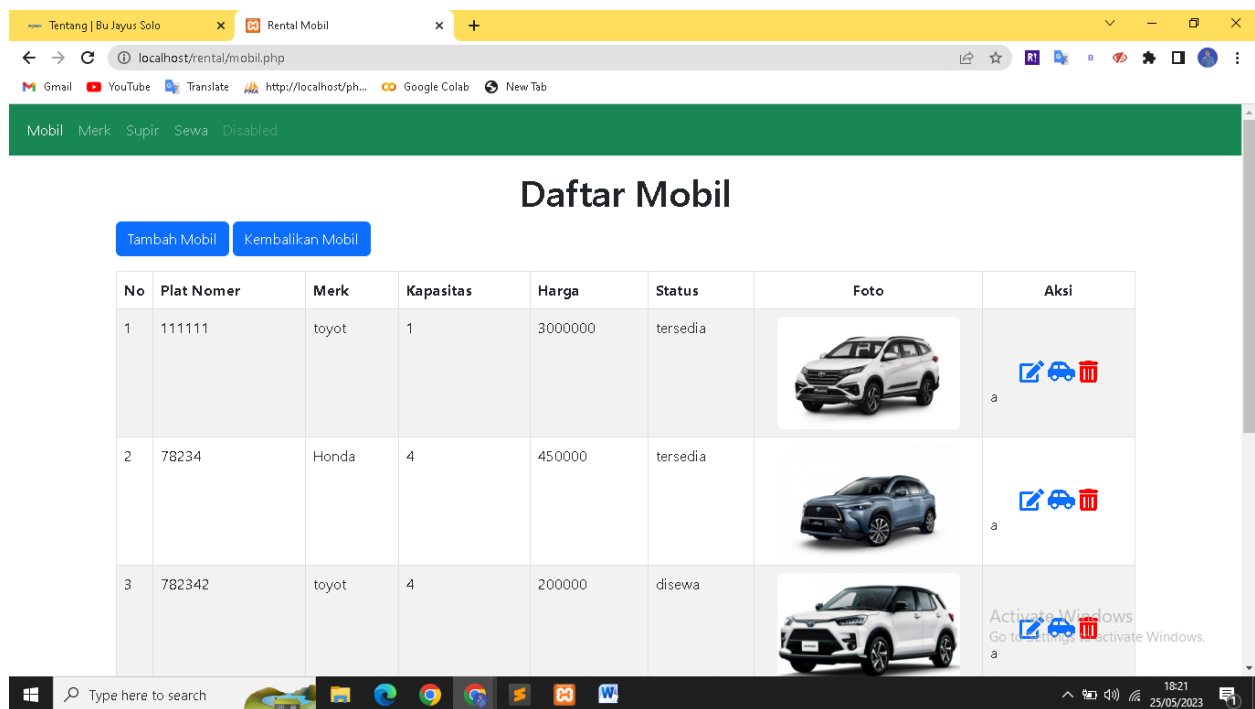 Tentang | Bu Jayus Solo
Rental Mobil
localhost/rental/mobil.php
Gmail YouTube Translate http://localhost/ph... Google Colab New Tab
Mobil Merk Supir Sewa Disabled
Daftar Mobil
Tambah Mobil Kembalikan Mobil
No Plat Nomer Merk Kapasitas Harga Status Foto Aksi
1 111111 toyot 1 3000000 tersedia
a
2 78234 Honda 4 450000 tersedia
a
3 782342 toyot 4 200000 disewa
a
Activate Windows
Go to Settings to activate Windows.
Type here to search
18:21
25/05/2023